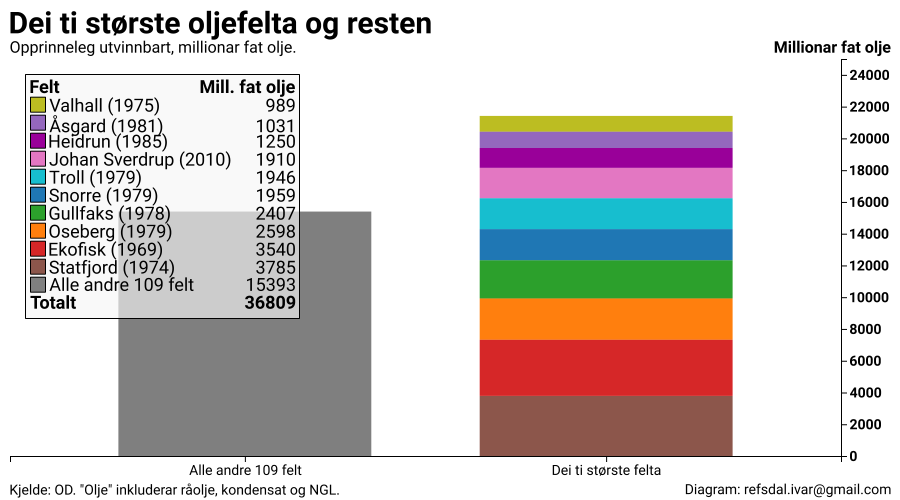 Dei ti største oljefelta og resten
Opprinneleg utvinnbart, millionar fat olje.
Millionar fat olje
Felt Mill. fat olje
Valhall (1975) 989
Åsgard (1981) 1031
Heidrun (1985) 1250
Johan Sverdrup (2010) 1910
Troll (1979) 1946
Snorre (1979) 1959
Gullfaks (1978) 2407
Oseberg (1979) 2598
Ekofisk (1969) 3540
Statfjord (1974) 3785
Alle andre 109 felt 15393
Totalt 36809
24000
22000
20000
18000
16000
14000
12000
10000
8000
6000
4000
2000
0
Alle andre 109 felt
Dei ti største felta
Kjelde: OD. "Olje" inkluderar råolje, kondensat og NGL.
Diagram: refsdal.ivar@gmail.com